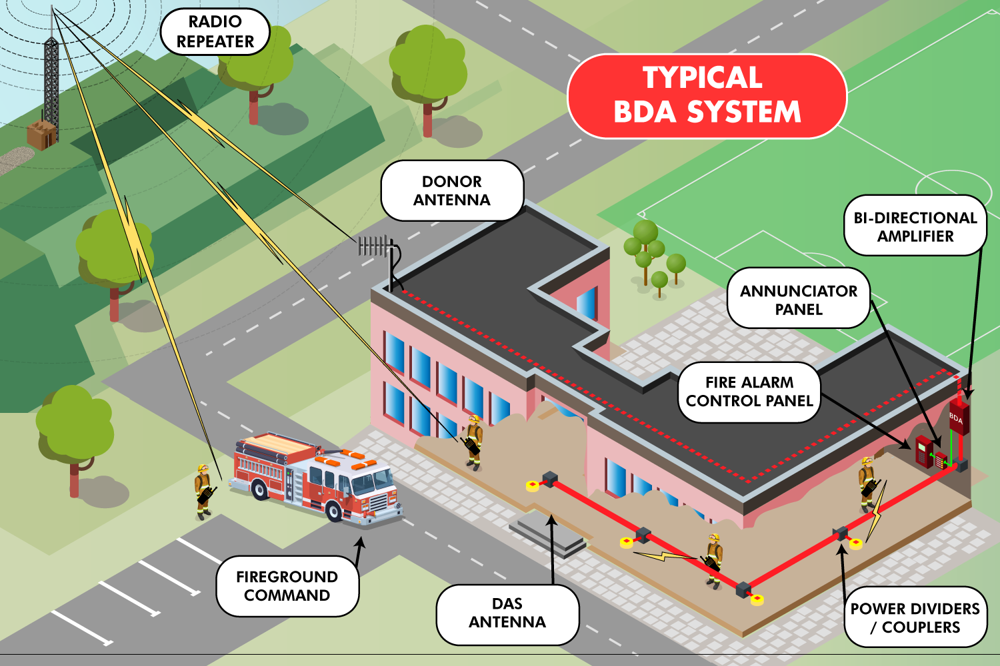 RADIO
REPEATER
TYPICAL
BDA SYSTEM
DONOR
ANTENNA
BI-DIRECTIONAL
AMPLIFIER
ANNUNCIATOR
PANEL
FIRE ALARM
CONTROL PANEL
BDA
FIREGROUND
COMMAND
DAS
ANTENNA
POWER DIVIDERS
/ COUPLERS